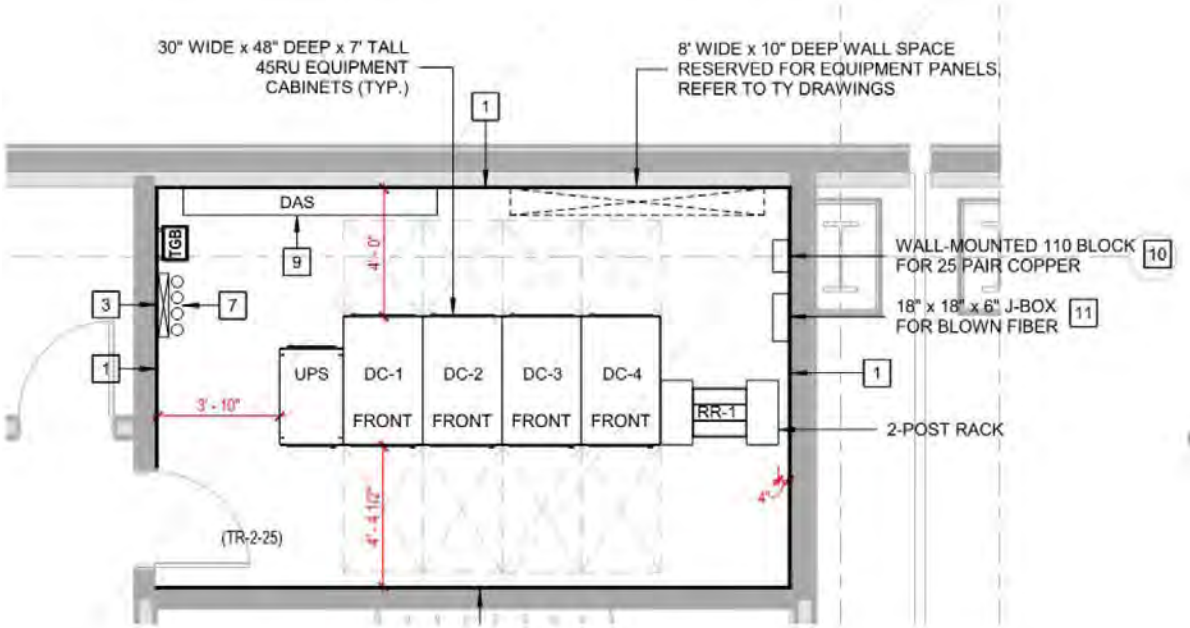 30" WIDE x 48" DEEP x 7' TALL
45RU EQUIPMENT
CABINETS (TYP.)
8' WIDE x 10" DEEP WALL SPACE
RESERVED FOR EQUIPMENT PANELS,
REFER TO TY DRAWINGS
1
DAS
TGB
9
4' - 0"
WALL-MOUNTED 110 BLOCK
FOR 25 PAIR COPPER
10
3
7
18" x 18" x 6" J-BOX
FOR BLOWN FIBER
11
1
UPS
DC-1
DC-2
DC-3
DC-4
1
3' - 10"
FRONT
FRONT
FRONT
FRONT
RR-1
2-POST RACK
4' - 4 1/2"
4"
(TR-2-25)